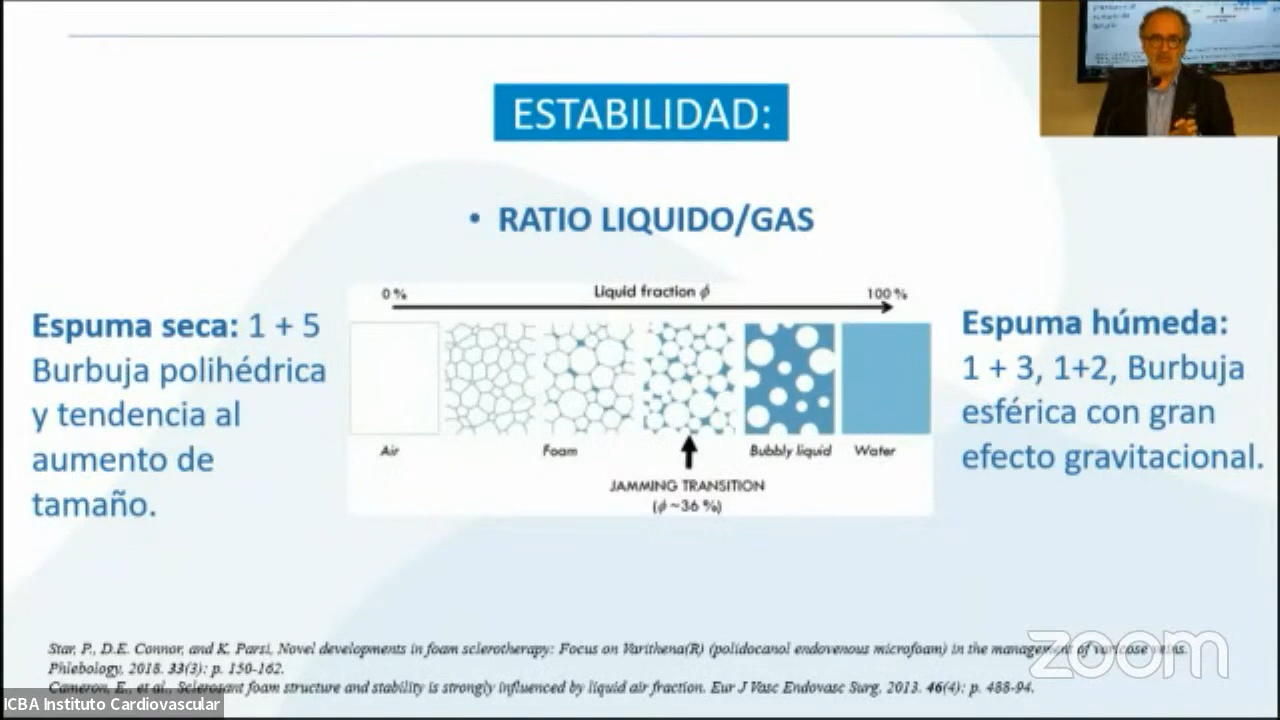 ESTABILIDAD:
• RATIO LIQUIDO/GAS
Espuma seca: 1 + 5
Burbuja polihédrica
y tendencia al
aumento de
tamaño.
0 %
Liquid fraction ϕ
100 %
Air
Foam
Bubbly liquid
Water
JAMMING TRANSITION
(ϕ ~36 %)
Espuma húmeda:
1 + 3, 1+2, Burbuja
esférica con gran
efecto gravitacional.
Star, P., D.E. Connor, and K. Parsi, Novel developments in foam sclerotherapy: Focus on Varithena(R) (polidocanol endovenous microfoam) in the management of varicose veins.
Phlebology, 2018. 33(3): p. 150-162.
Cameron, E., et al., Sclerosant foam structure and stability is strongly influenced by liquid air fraction. Eur J Vasc Endovasc Surg, 2013. 46(4): p. 488-94.
zoom
ICBA Instituto Cardiovascular